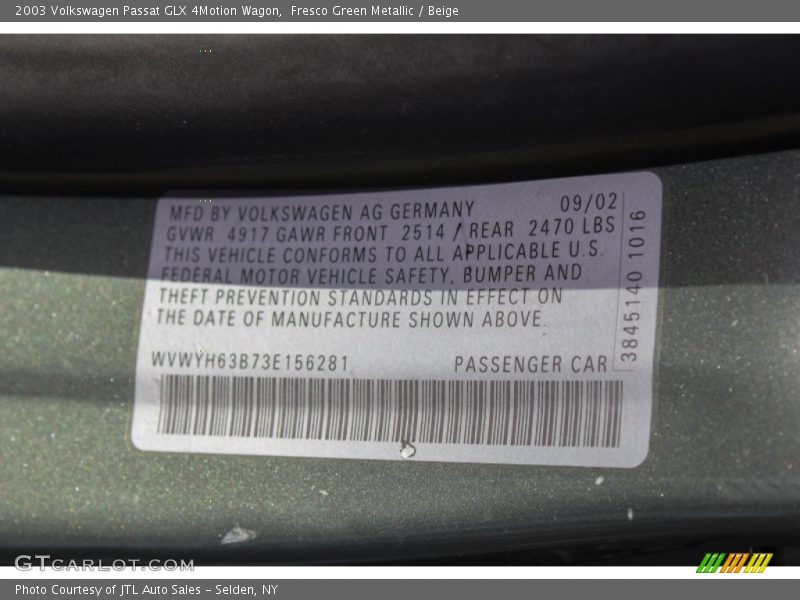 2003 Volkswagen Passat GLX 4Motion Wagon, Fresco Green Metallic / Beige
MFD BY VOLKSWAGEN AG GERMANY 09/02
GVWR 4917 GAWR FRONT 2514 / REAR 2470 LBS
THIS VEHICLE CONFORMS TO ALL APPLICABLE U.S.
FEDERAL MOTOR VEHICLE SAFETY, BUMPER AND
THEFT PREVENTION STANDARDS IN EFFECT ON
THE DATE OF MANUFACTURE SHOWN ABOVE.
WVWYH63B73E156281 PASSENGER CAR
3845140 1016
GTCARLOT.COM
Photo Courtesy of JTL Auto Sales - Selden, NY